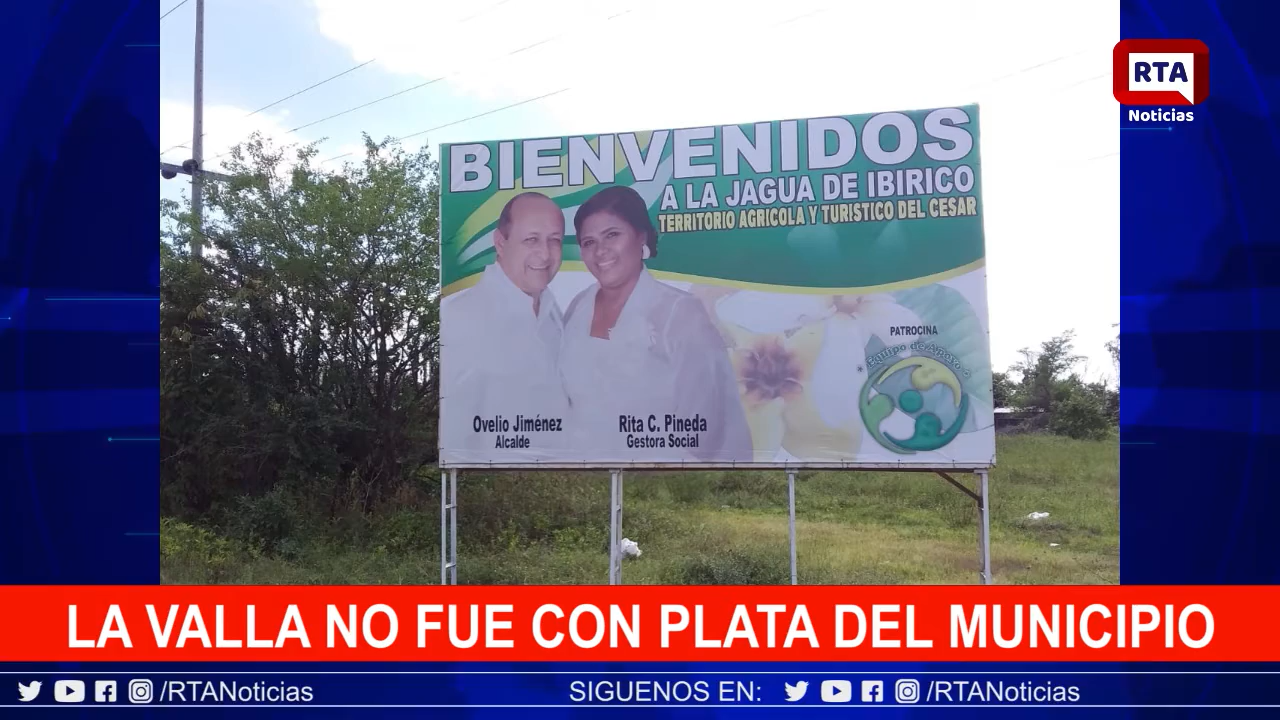 RTA
Noticias
BIENVENIDOS
A LA JAGUA DE IBIRICO
TERRITORIO AGRICOLA Y TURISTICO DEL CESAR
PATROCINA
Ovelio Jiménez
Alcalde
Rita C. Pineda
Gestora Social
LA VALLA NO FUE CON PLATA DEL MUNICIPIO
/RTANoticias
SIGUENOS EN:
/RTANoticias